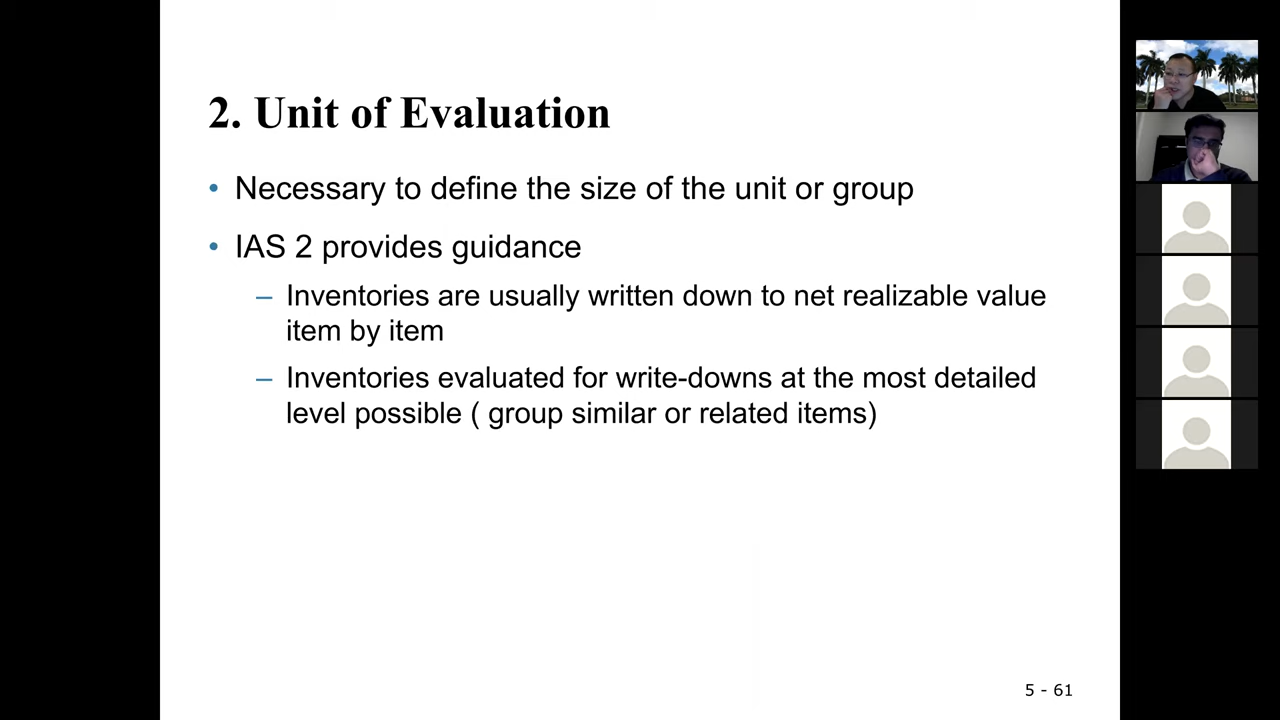 2. Unit of Evaluation
• Necessary to define the size of the unit or group
• IAS 2 provides guidance
– Inventories are usually written down to net realizable value
item by item
– Inventories evaluated for write-downs at the most detailed
level possible ( group similar or related items)
5 - 61